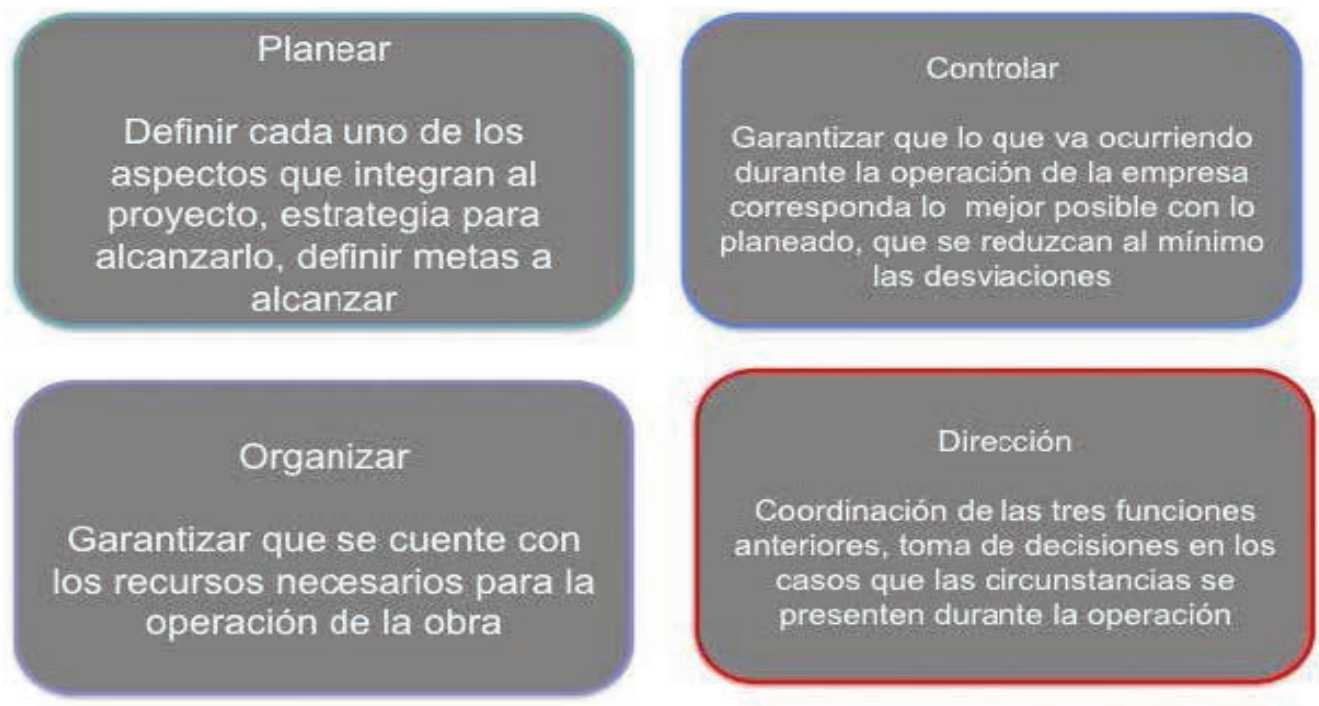 Planear
Definir cada uno de los
aspectos que integran al
proyecto, estrategia para
alcanzarlo, definir metas a
alcanzar
Controlar
Garantizar que lo que va ocurriendo
durante la operación de la empresa
corresponda lo mejor posible con lo
planeado, que se reduzcan al mínimo
las desviaciones
Organizar
Garantizar que se cuente con
los recursos necesarios para la
operación de la obra
Dirección
Coordinación de las tres funciones
anteriores, toma de decisiones en los
casos que las circunstancias se
presenten durante la operación